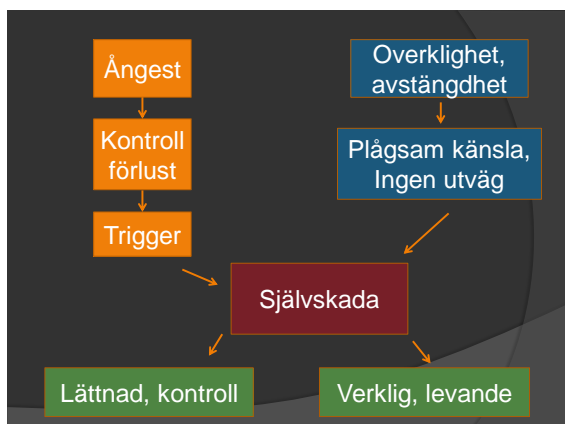 Ångest
Kontroll
förlust
Trigger
Overklighet,
avstängdhet
Plågsam känsla,
Ingen utväg
Självskada
Lättnad, kontroll
Verklig, levande